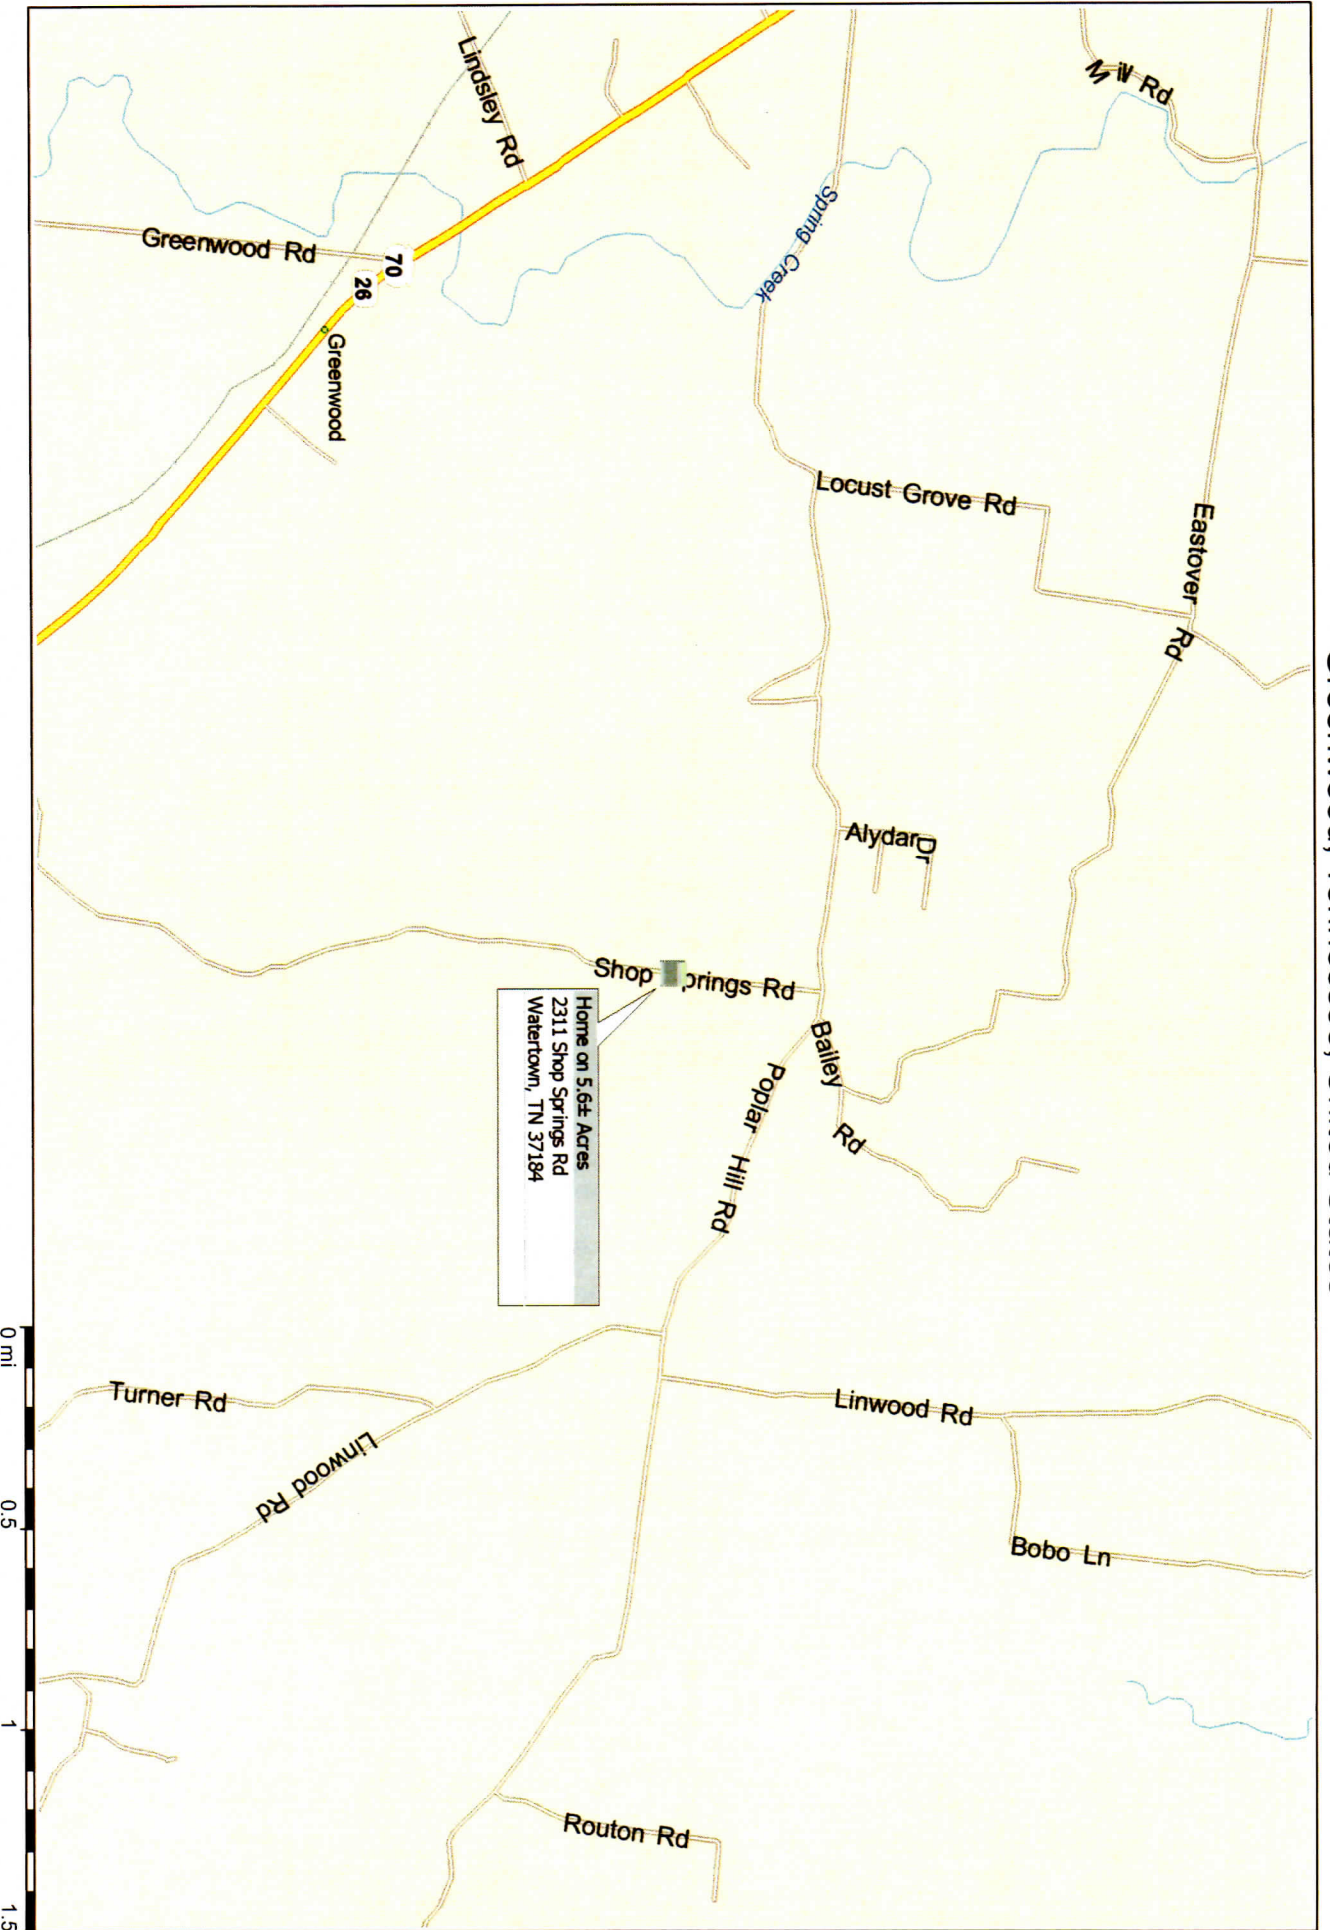 Mill Rd
Lindsley Rd
Spring Creek
Greenwood Rd
70
26
Greenwood
Locust Grove Rd
Eastover Rd
Alydar Dr
Shop Springs Rd
Home on 5.6± Acres
2311 Shop Springs Rd
Watertown, TN 37184
Bailey Rd
Poplar Hill Rd
Turner Rd
Linwood Rd
Linwood Rd
Bobo Ln
Routon Rd
0 mi
0.5
1
1.5